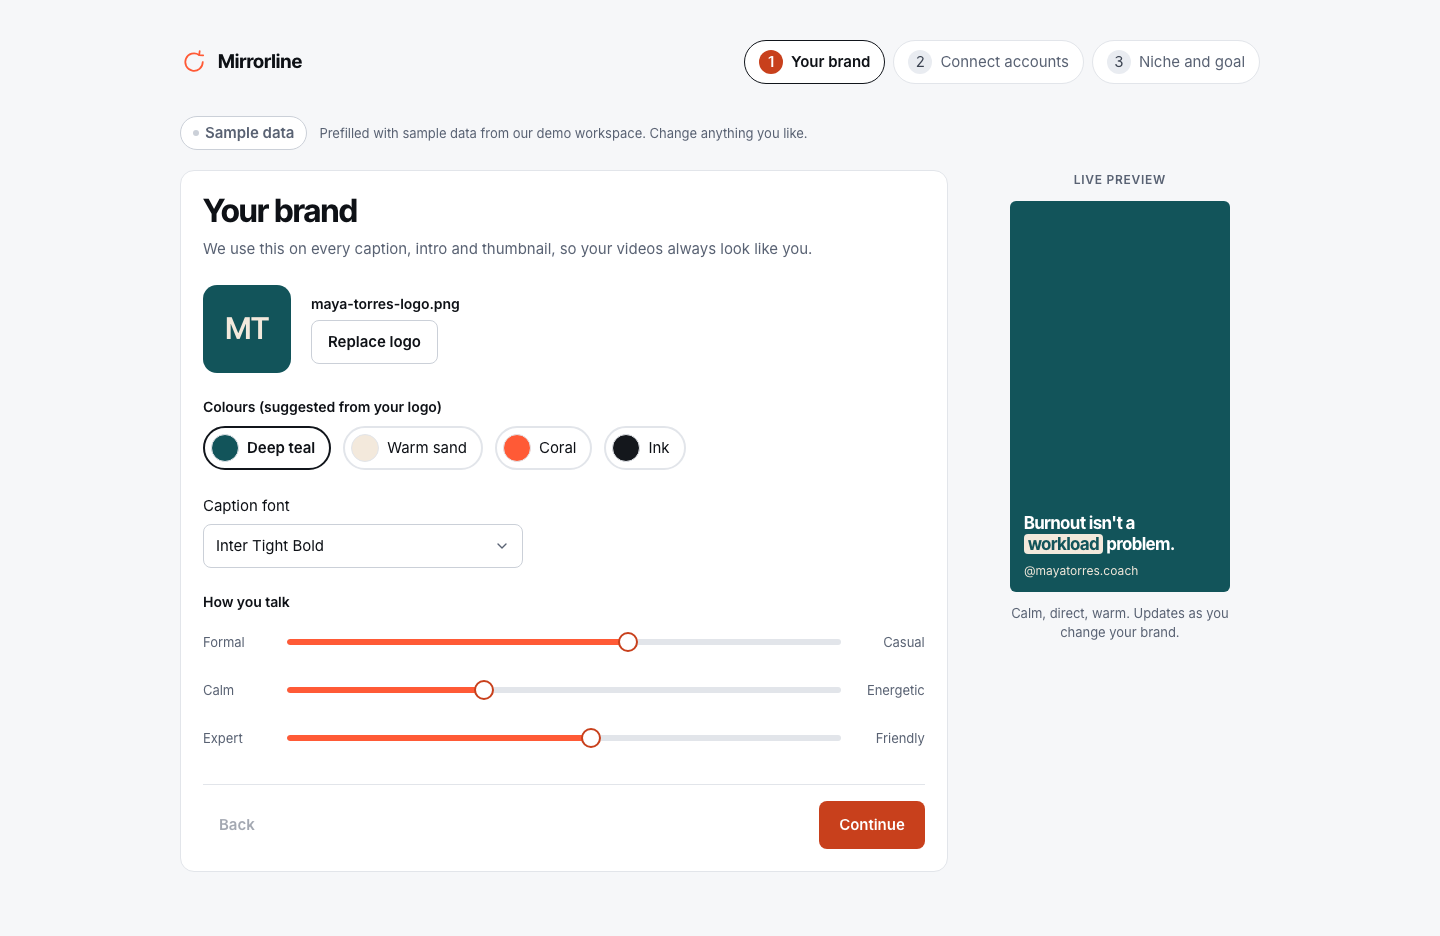 Mirrorline
1 Your brand
2 Connect accounts
3 Niche and goal
Sample data
Prefilled with sample data from our demo workspace. Change anything you like.
Your brand
We use this on every caption, intro and thumbnail, so your videos always look like you.
MT
maya-torres-logo.png
Replace logo
Colours (suggested from your logo)
Deep teal
Warm sand
Coral
Ink
Caption font
Inter Tight Bold
How you talk
Formal
Casual
Calm
Energetic
Expert
Friendly
Back
Continue
LIVE PREVIEW
Burnout isn't a
workload problem.
@mayatorres.coach
Calm, direct, warm. Updates as you
change your brand.